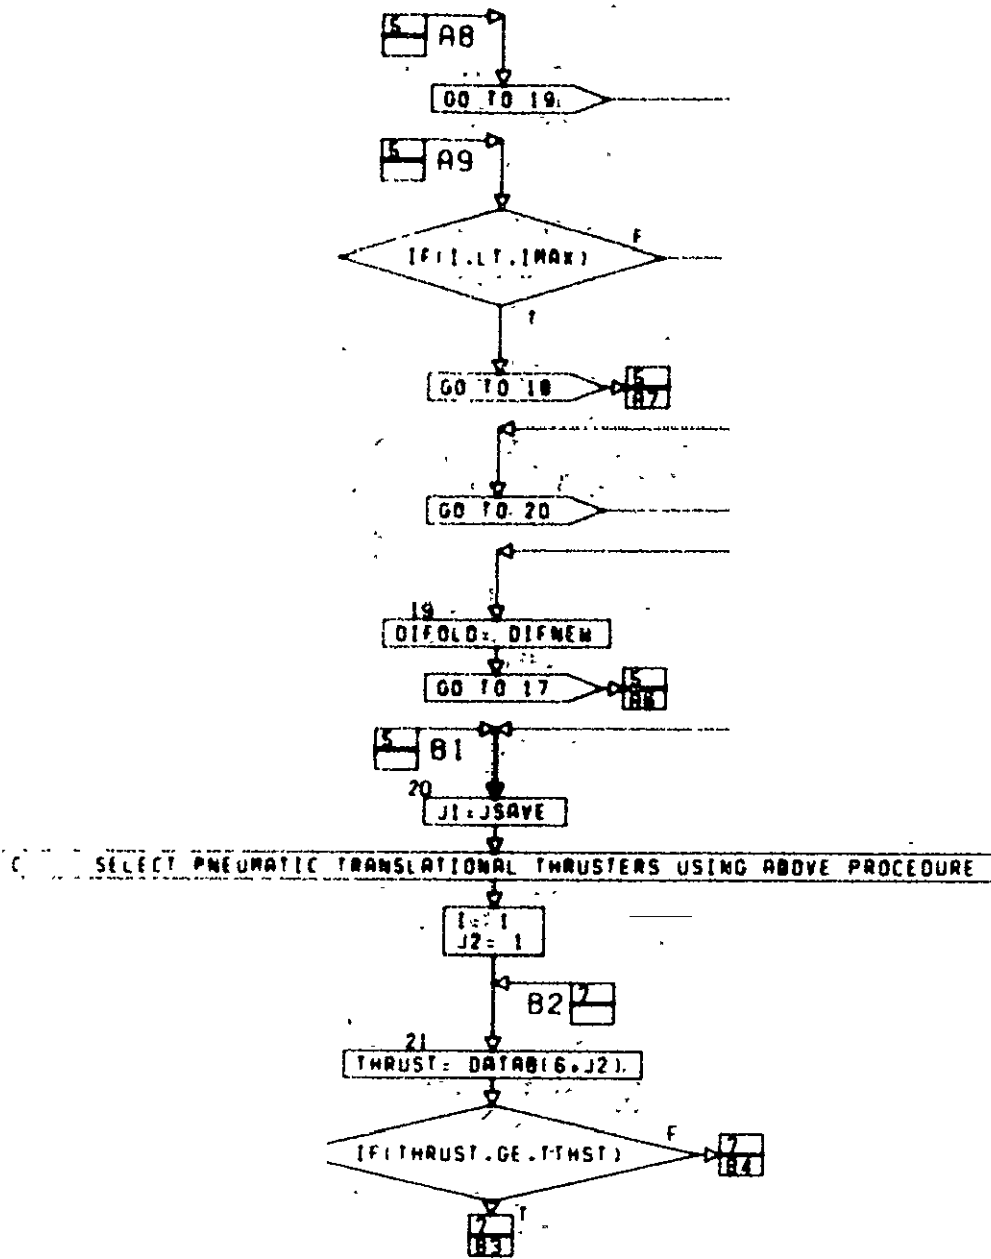 5 A8
GO TO 19
5 A9
IF(I.LT.IMAX) F
T
GO TO 18 5 A7
GO TO 20
19
DIFOLD= DIFNEW
GO TO 17 5 A6
5 B1
20
J1=JSAVE
C SELECT PNEUMATIC TRANSLATIONAL THRUSTERS USING ABOVE PROCEDURE
I= 1
J2= 1
B2 7
21
THRUST= DATAB(6,J2)
IF(THRUST.GE.TTHST) F 7 B4
T
7 B3